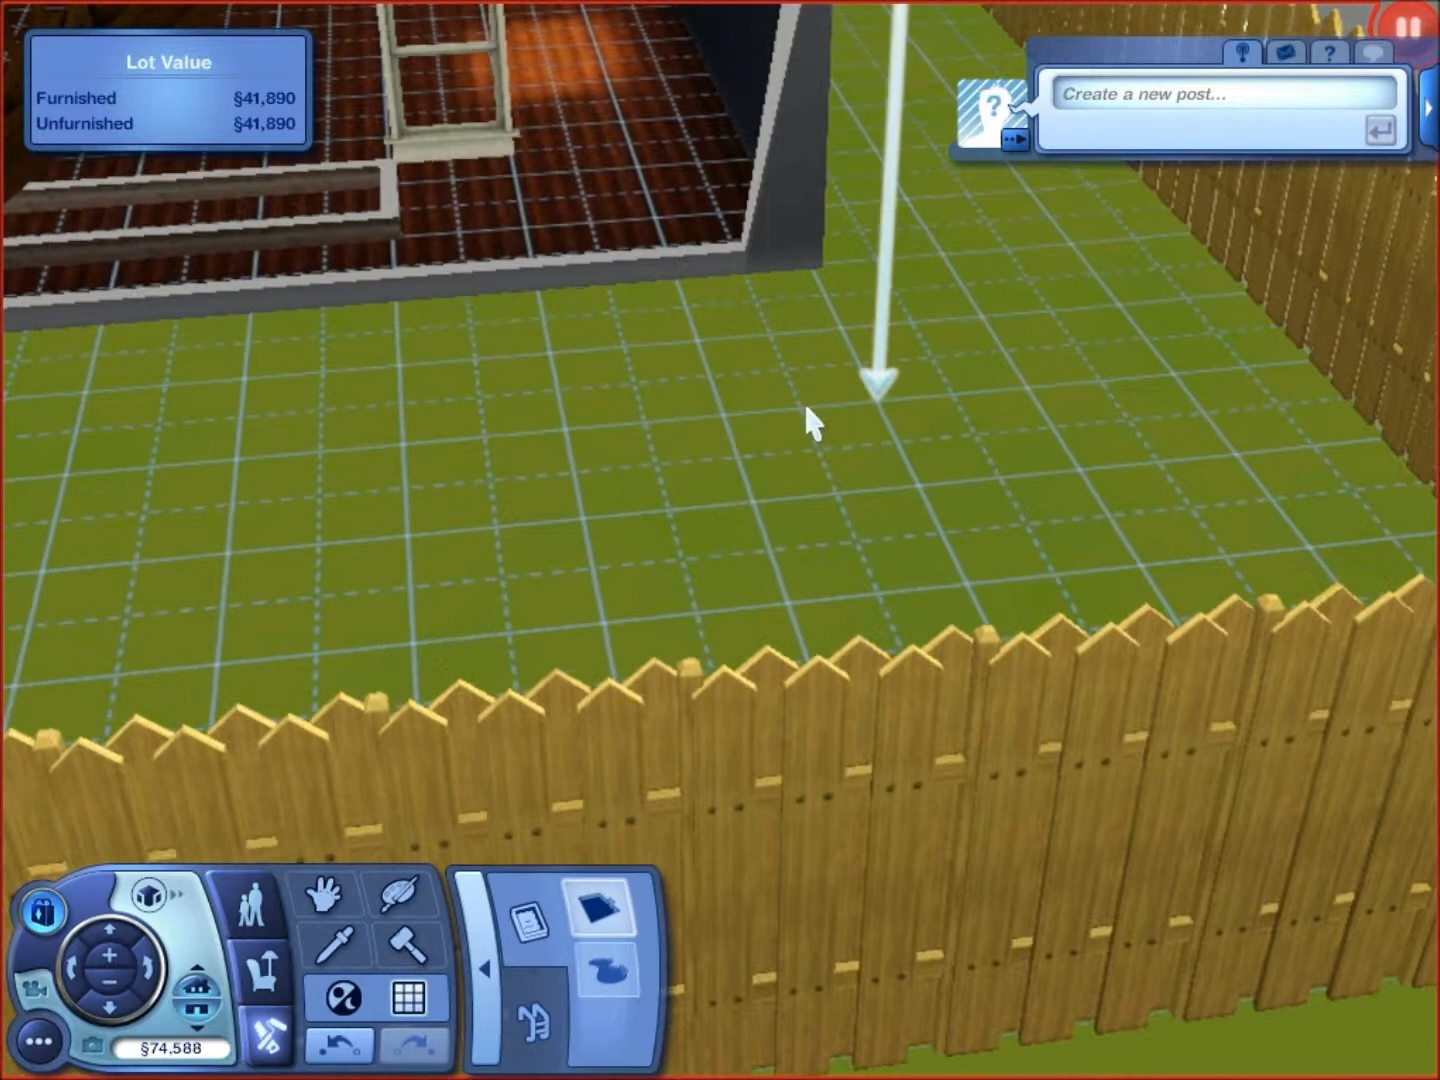 Lot Value
Furnished §41,890
Unfurnished §41,890
Create a new post...
§74,588